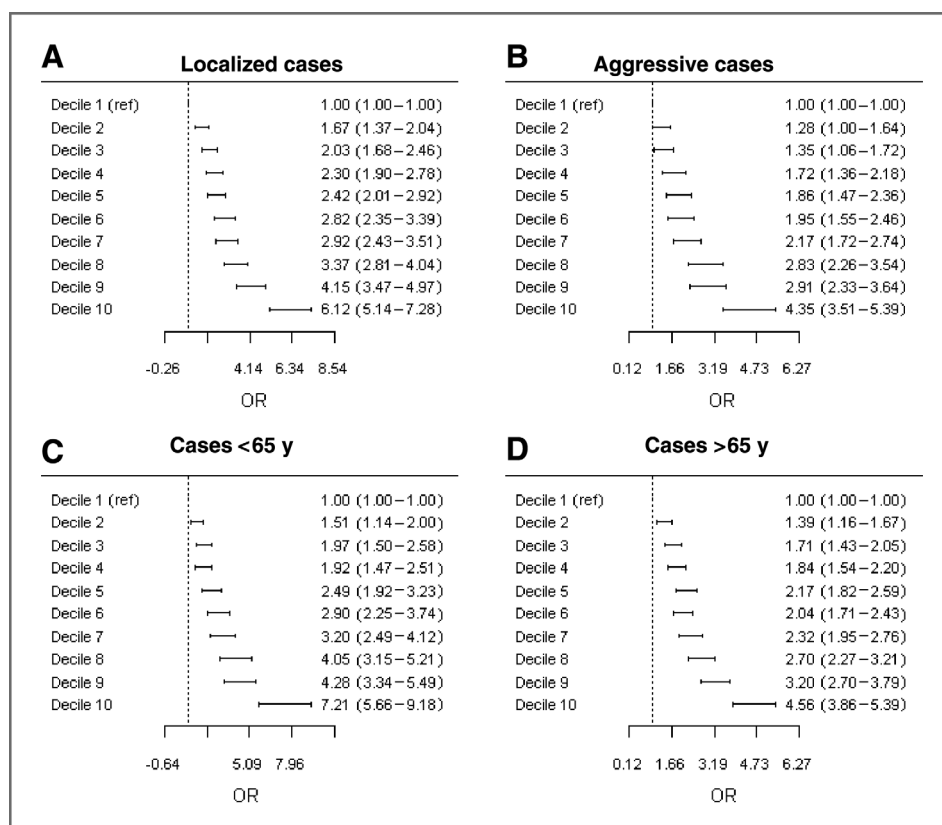 A Localized cases
Decile 1 (ref) 1.00 (1.00−1.00)
Decile 2 1.67 (1.37−2.04)
Decile 3 2.03 (1.68−2.46)
Decile 4 2.30 (1.90−2.78)
Decile 5 2.42 (2.01−2.92)
Decile 6 2.82 (2.35−3.39)
Decile 7 2.92 (2.43−3.51)
Decile 8 3.37 (2.81−4.04)
Decile 9 4.15 (3.47−4.97)
Decile 10 6.12 (5.14−7.28)
-0.26 4.14 6.34 8.54
OR
B Aggressive cases
Decile 1 (ref) 1.00 (1.00−1.00)
Decile 2 1.28 (1.00−1.64)
Decile 3 1.35 (1.06−1.72)
Decile 4 1.72 (1.36−2.18)
Decile 5 1.86 (1.47−2.36)
Decile 6 1.95 (1.55−2.46)
Decile 7 2.17 (1.72−2.74)
Decile 8 2.83 (2.26−3.54)
Decile 9 2.91 (2.33−3.64)
Decile 10 4.35 (3.51−5.39)
0.12 1.66 3.19 4.73 6.27
OR
C Cases <65 y
Decile 1 (ref) 1.00 (1.00−1.00)
Decile 2 1.51 (1.14−2.00)
Decile 3 1.97 (1.50−2.58)
Decile 4 1.92 (1.47−2.51)
Decile 5 2.49 (1.92−3.23)
Decile 6 2.90 (2.25−3.74)
Decile 7 3.20 (2.49−4.12)
Decile 8 4.05 (3.15−5.21)
Decile 9 4.28 (3.34−5.49)
Decile 10 7.21 (5.66−9.18)
-0.64 5.09 7.96
OR
D Cases >65 y
Decile 1 (ref) 1.00 (1.00−1.00)
Decile 2 1.39 (1.16−1.67)
Decile 3 1.71 (1.43−2.05)
Decile 4 1.84 (1.54−2.20)
Decile 5 2.17 (1.82−2.59)
Decile 6 2.04 (1.71−2.43)
Decile 7 2.32 (1.95−2.76)
Decile 8 2.70 (2.27−3.21)
Decile 9 3.20 (2.70−3.79)
Decile 10 4.56 (3.86−5.39)
0.12 1.66 3.19 4.73 6.27
OR